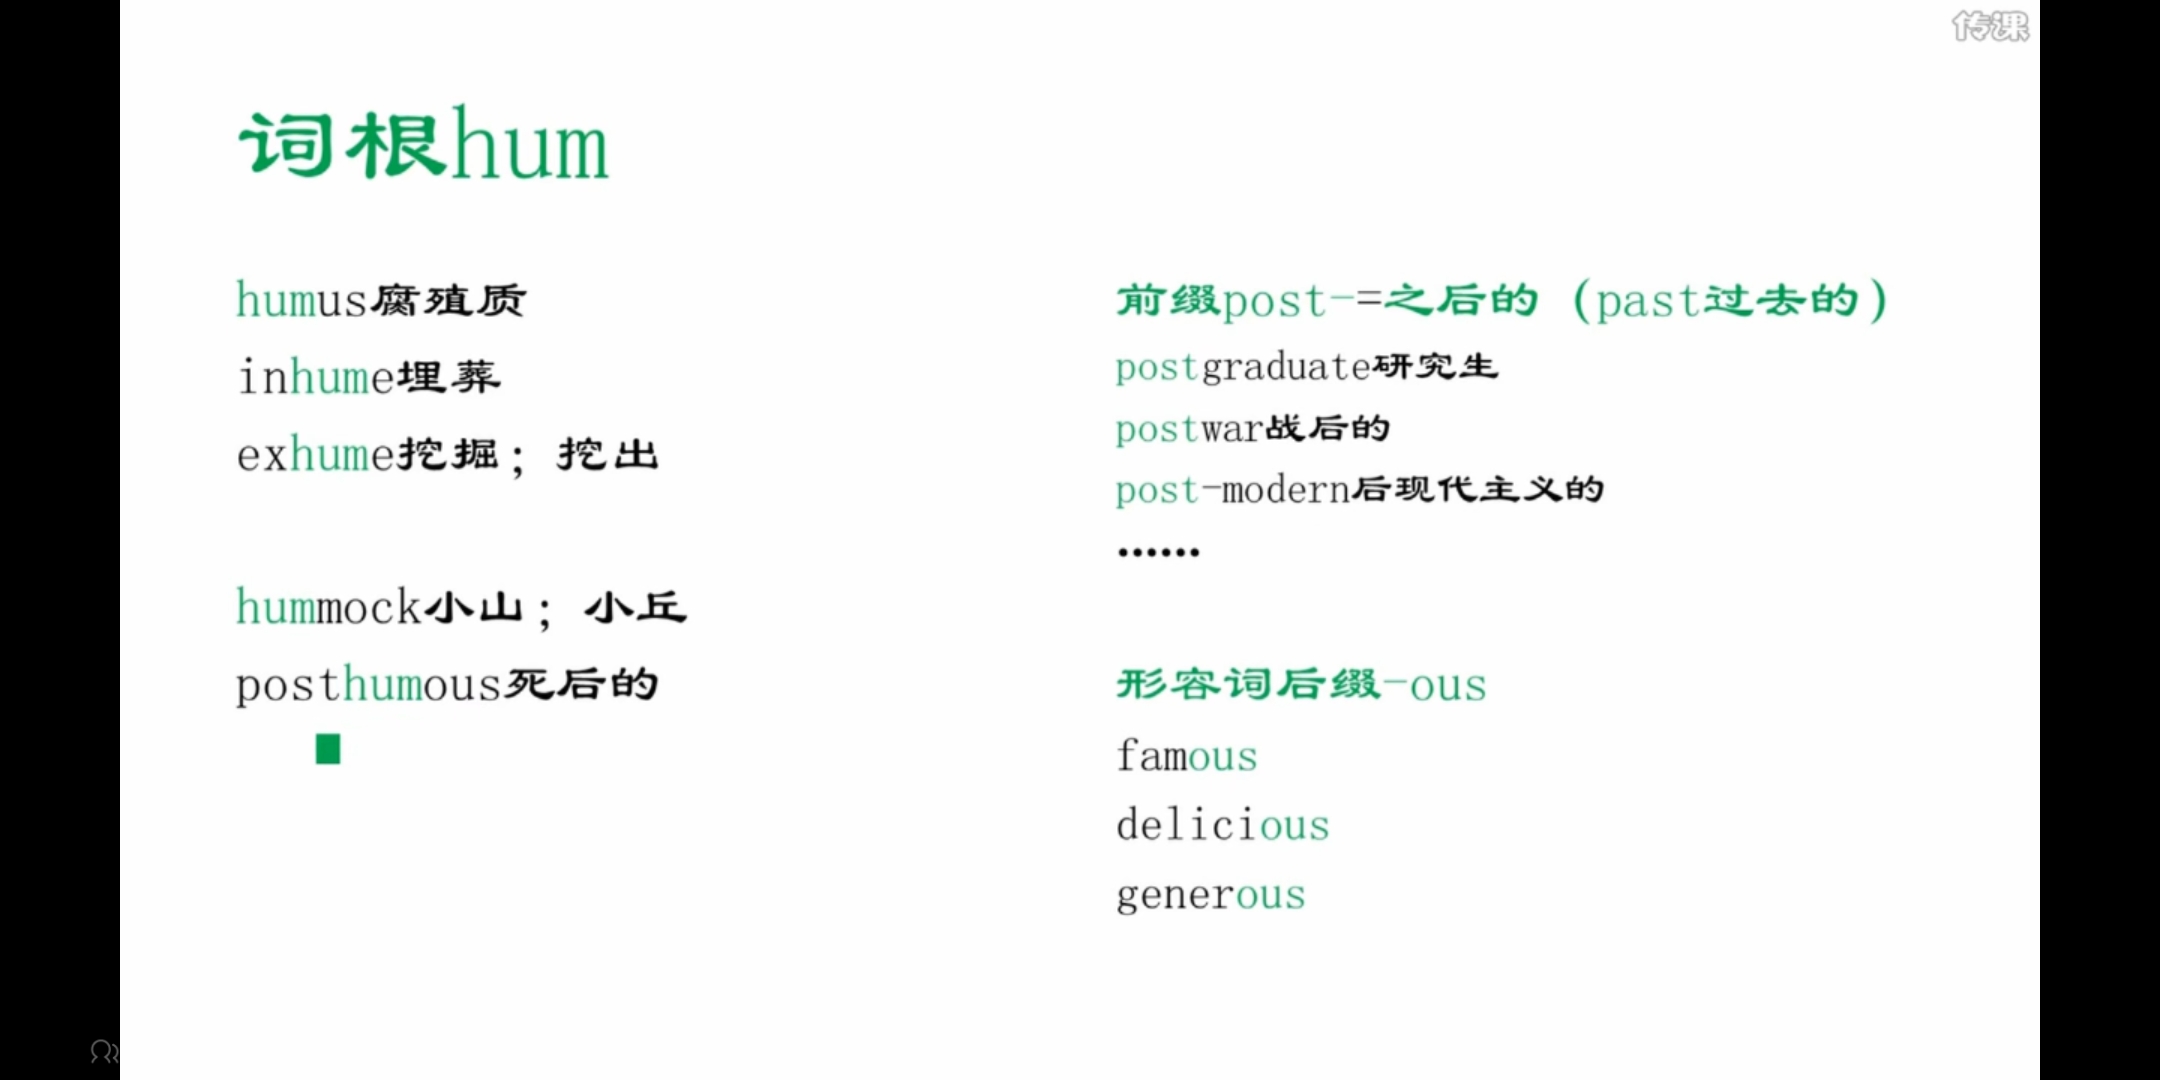 传课
词根hum
humus腐殖质
inhume埋葬
exhume挖掘；挖出
hummock小山；小丘
posthumous死后的
前缀post-=之后的（past过去的）
postgraduate研究生
postwar战后的
post-modern后现代主义的
……
形容词后缀-ous
famous
delicious
generous